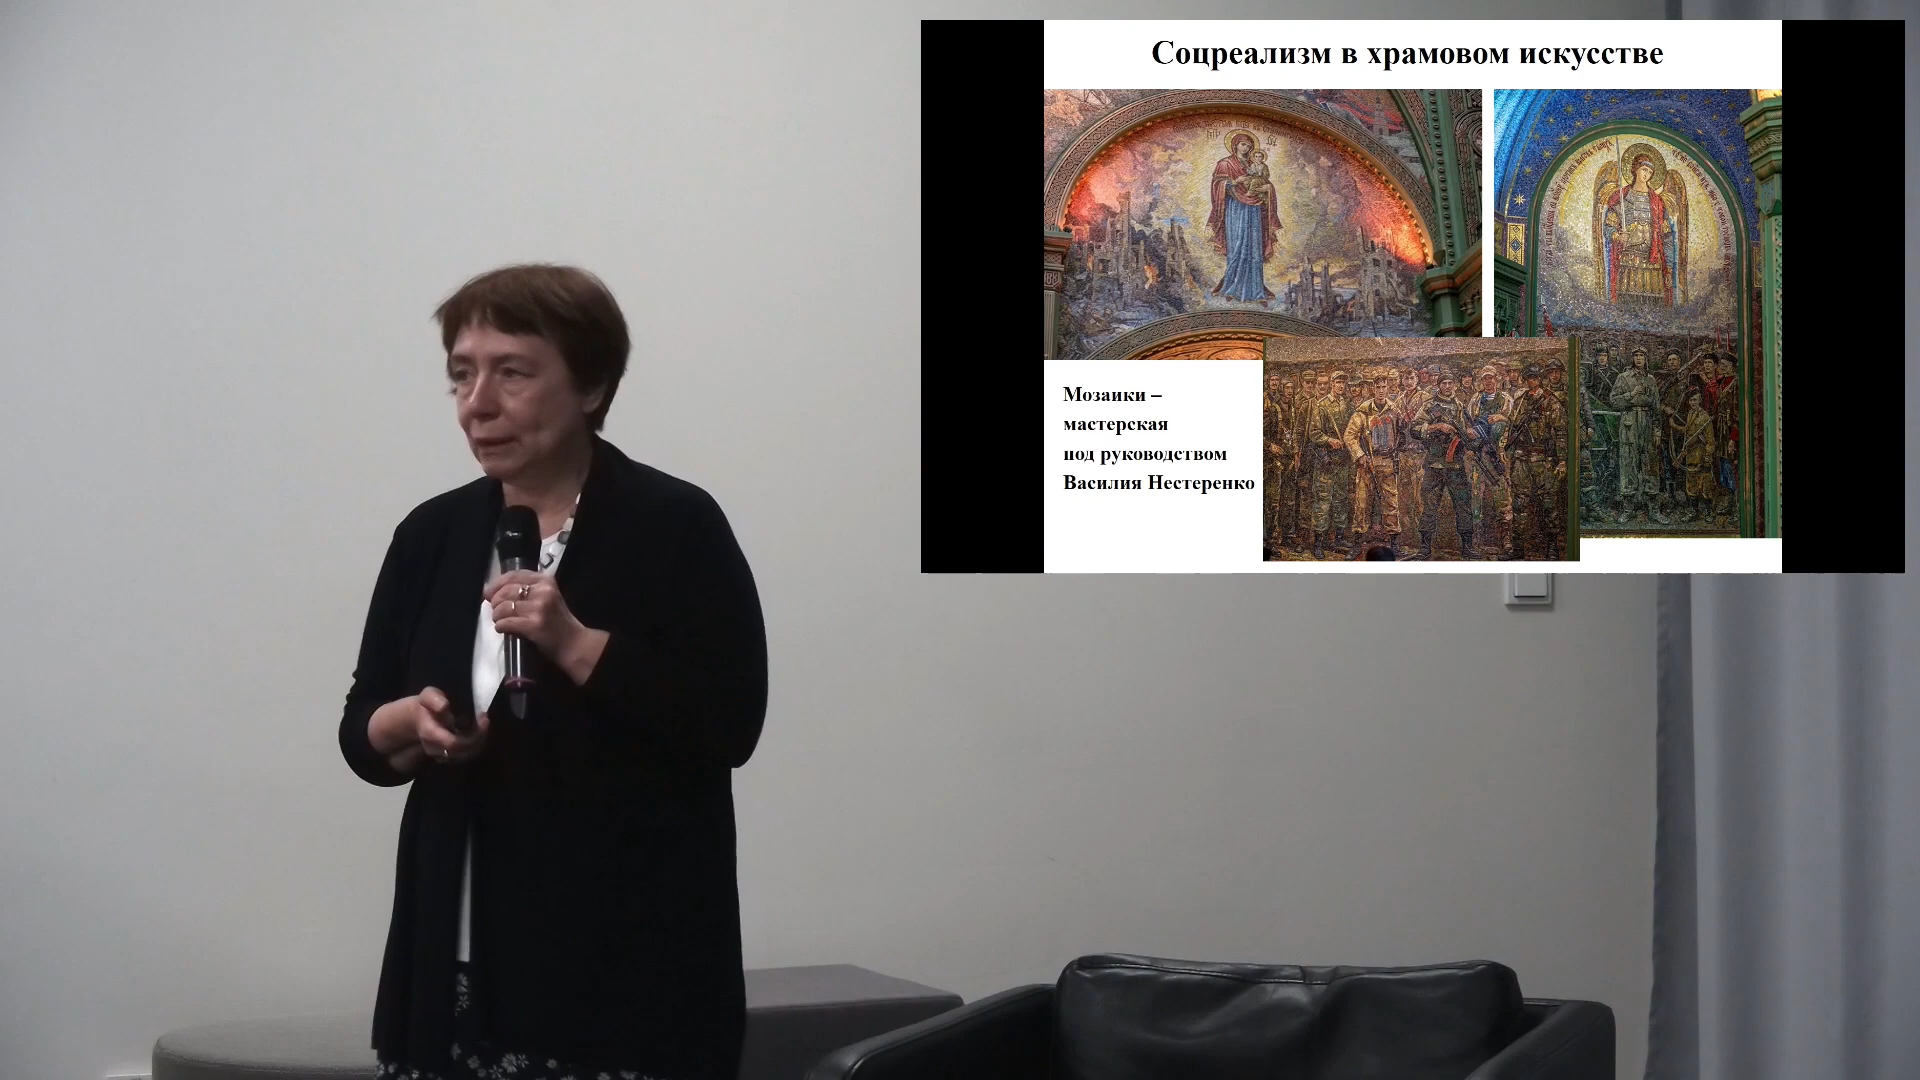 Соцреализм в храмовом искусстве
Мозаики –
мастерская
под руководством
Василия Нестеренко